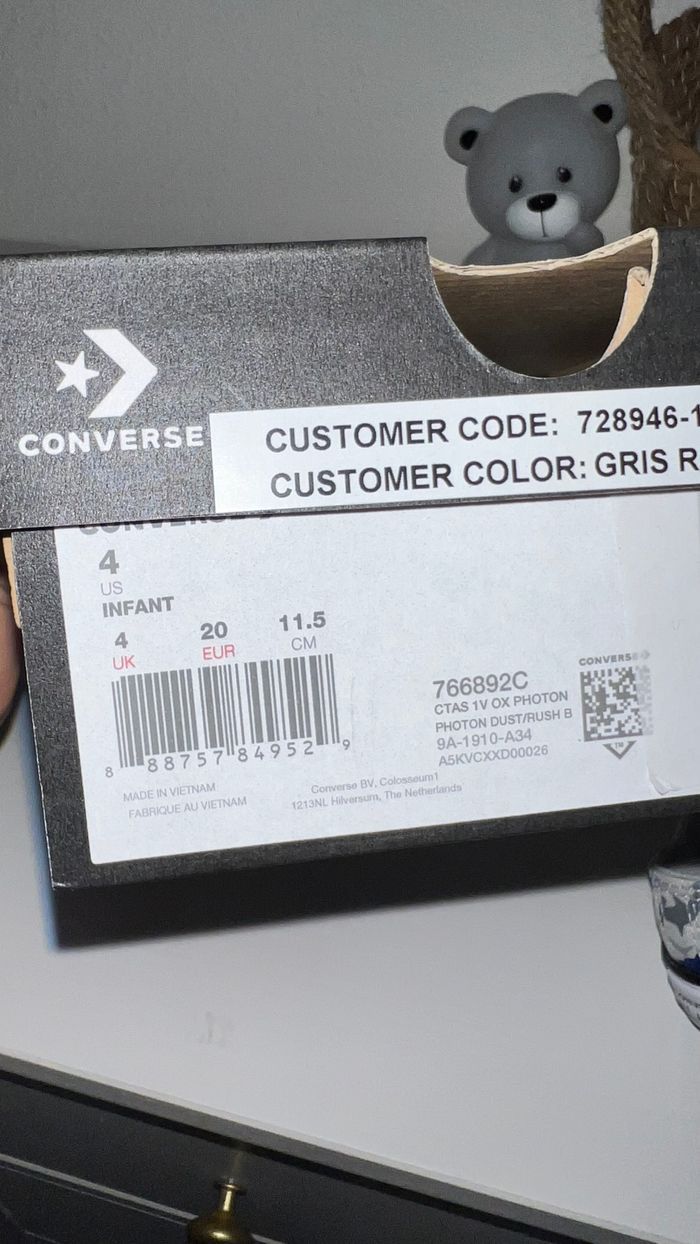 CONVERSE
CUSTOMER CODE: 728946-1
CUSTOMER COLOR: GRIS R
4
US
INFANT
4 20 11.5
UK EUR CM
8 88757 84952 9
MADE IN VIETNAM
FABRIQUE AU VIETNAM
Converse BV, Colosseum1
1213NL Hilversum, The Netherlands
766892C
CTAS 1V OX PHOTON
PHOTON DUST/RUSH B
9A-1910-A34
A5KVCXXD00026
CONVERSE
TM